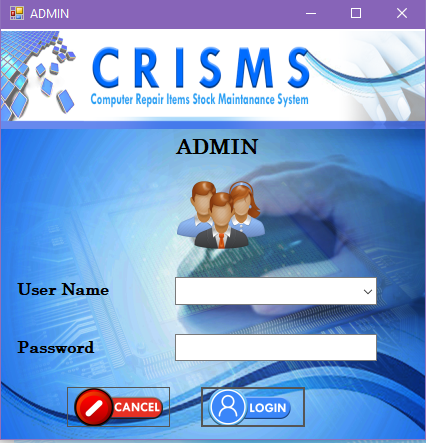 ADMIN
CRISMS
Computer Repair Items Stock Maintanance System
ADMIN
User Name
Password
CANCEL
LOGIN